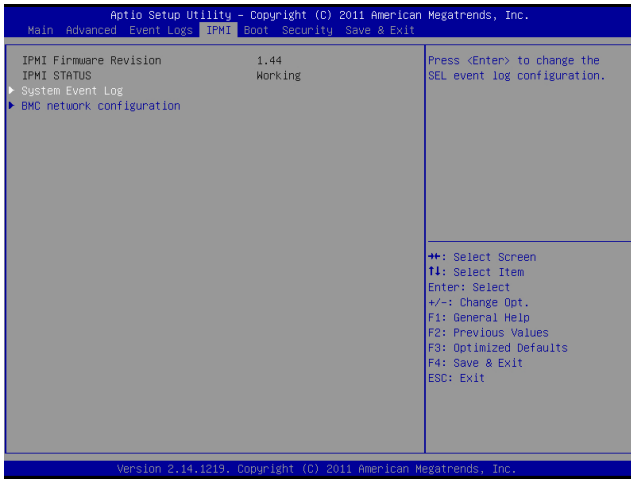 Aptio Setup Utility – Copyright (C) 2011 American Megatrends, Inc.
Main Advanced Event Logs IPMI Boot Security Save & Exit
IPMI Firmware Revision 1.44
IPMI STATUS Working
System Event Log
BMC network configuration
Press <Enter> to change the
SEL event log configuration.
→←: Select Screen
↑↓: Select Item
Enter: Select
+/-: Change Opt.
F1: General Help
F2: Previous Values
F3: Optimized Defaults
F4: Save & Exit
ESC: Exit
Version 2.14.1219. Copyright (C) 2011 American Megatrends, Inc.